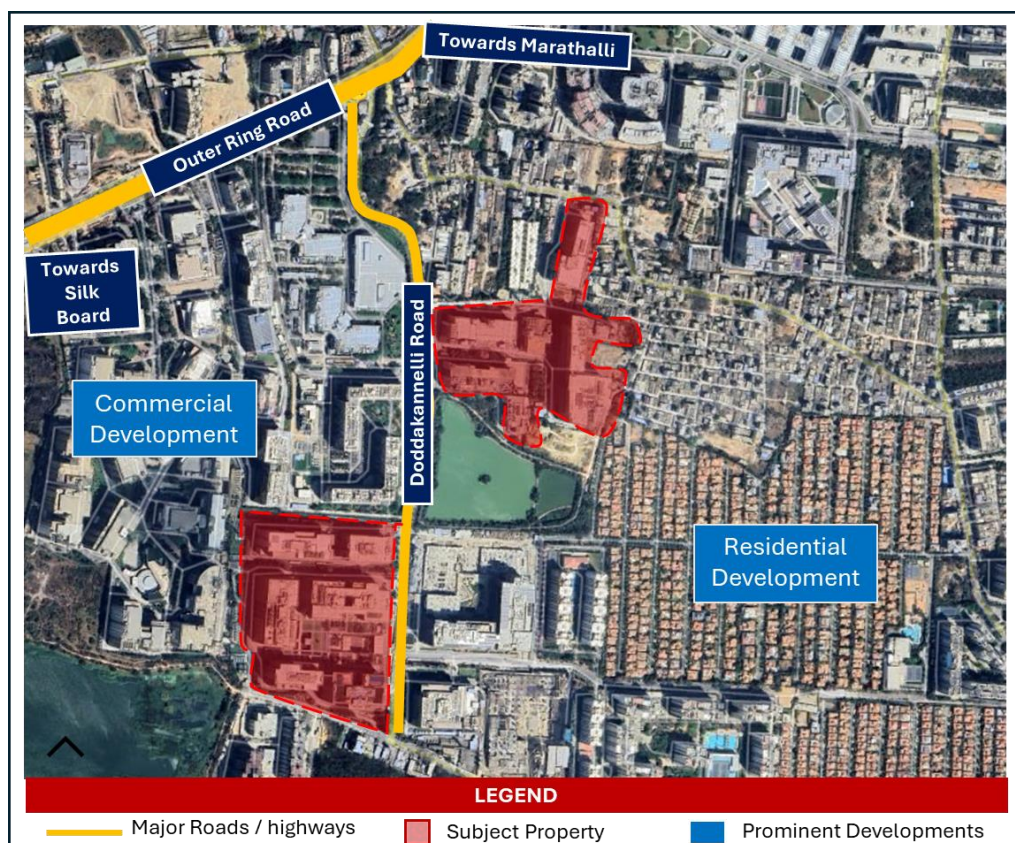 Towards Marathalli
Outer Ring Road
Towards
Silk
Board
Doddakannelli Road
Commercial
Development
Residential
Development
LEGEND
Major Roads / highways
Subject Property
Prominent Developments